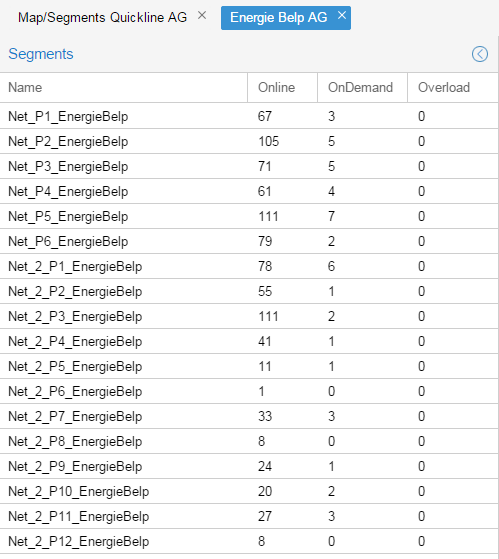 Map/Segments Quickline AG × Energie Belp AG ×
Segments
Name Online OnDemand Overload
Net_P1_EnergieBelp 67 3 0
Net_P2_EnergieBelp 105 5 0
Net_P3_EnergieBelp 71 5 0
Net_P4_EnergieBelp 61 4 0
Net_P5_EnergieBelp 111 7 0
Net_P6_EnergieBelp 79 2 0
Net_2_P1_EnergieBelp 78 6 0
Net_2_P2_EnergieBelp 55 1 0
Net_2_P3_EnergieBelp 111 2 0
Net_2_P4_EnergieBelp 41 1 0
Net_2_P5_EnergieBelp 11 1 0
Net_2_P6_EnergieBelp 1 0 0
Net_2_P7_EnergieBelp 33 3 0
Net_2_P8_EnergieBelp 8 0 0
Net_2_P9_EnergieBelp 24 1 0
Net_2_P10_EnergieBelp 20 2 0
Net_2_P11_EnergieBelp 27 3 0
Net_2_P12_EnergieBelp 8 0 0